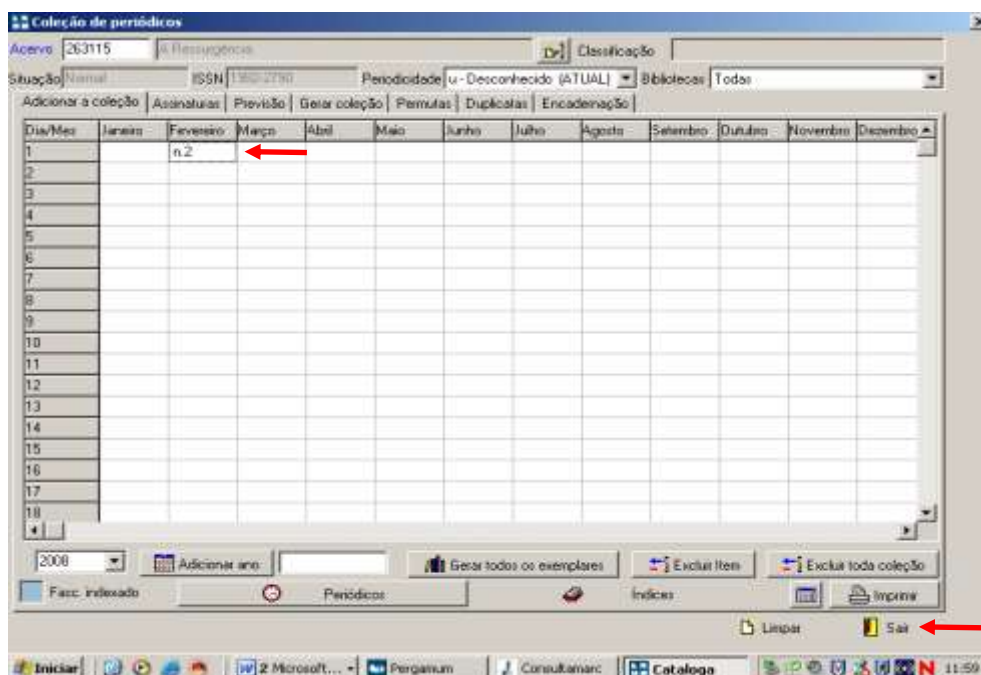 Coleção de periódicos
Acervo 263115 A Ressurgência Classificação
Situação Normal ISSN Periodicidade u - Desconhecido (ATUAL) Bibliotecas Todas
Adicionar a coleção Assinaturas Previsão Gerar coleção Permutas Duplicatas Encadernação
Dia/Mes Janeiro Fevereiro Março Abril Maio Junho Julho Agosto Setembro Outubro Novembro Dezembro
1 n.2
2
3
4
5
6
7
8
9
10
11
12
13
14
15
16
17
18
2008 Adicionar ano Gerar todos os exemplares Excluir Item Exclui toda coleção
Fasc. indexado Periódicos Índices Imprimir
Limpar Sair
Iniciar 2 Microsoft... Pergamum Consultamarc Cataloga N 11:59